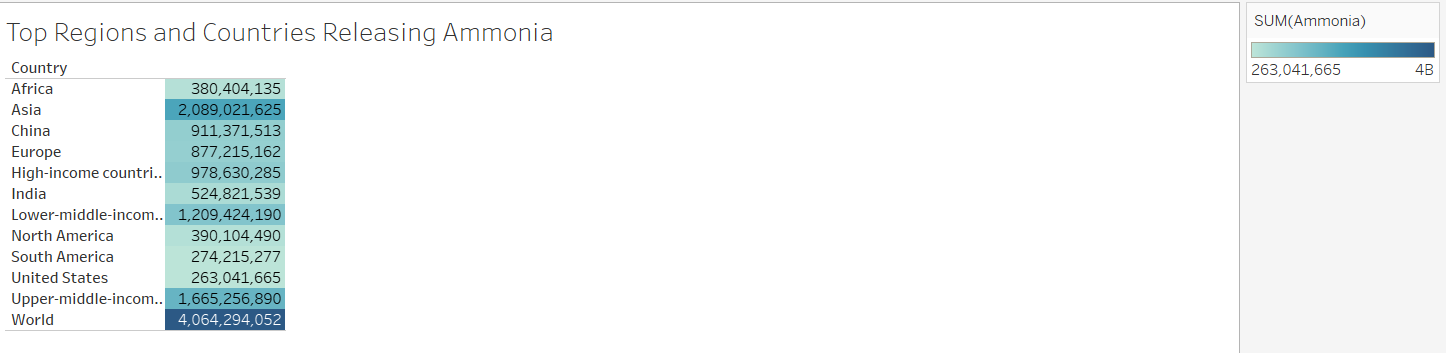 Top Regions and Countries Releasing Ammonia
Country
Africa 380,404,135
Asia 2,089,021,625
China 911,371,513
Europe 877,215,162
High-income countri.. 978,630,285
India 524,821,539
Lower-middle-incom.. 1,209,424,190
North America 390,104,490
South America 274,215,277
United States 263,041,665
Upper-middle-incom.. 1,665,256,890
World 4,064,294,052
SUM(Ammonia)
263,041,665 4B